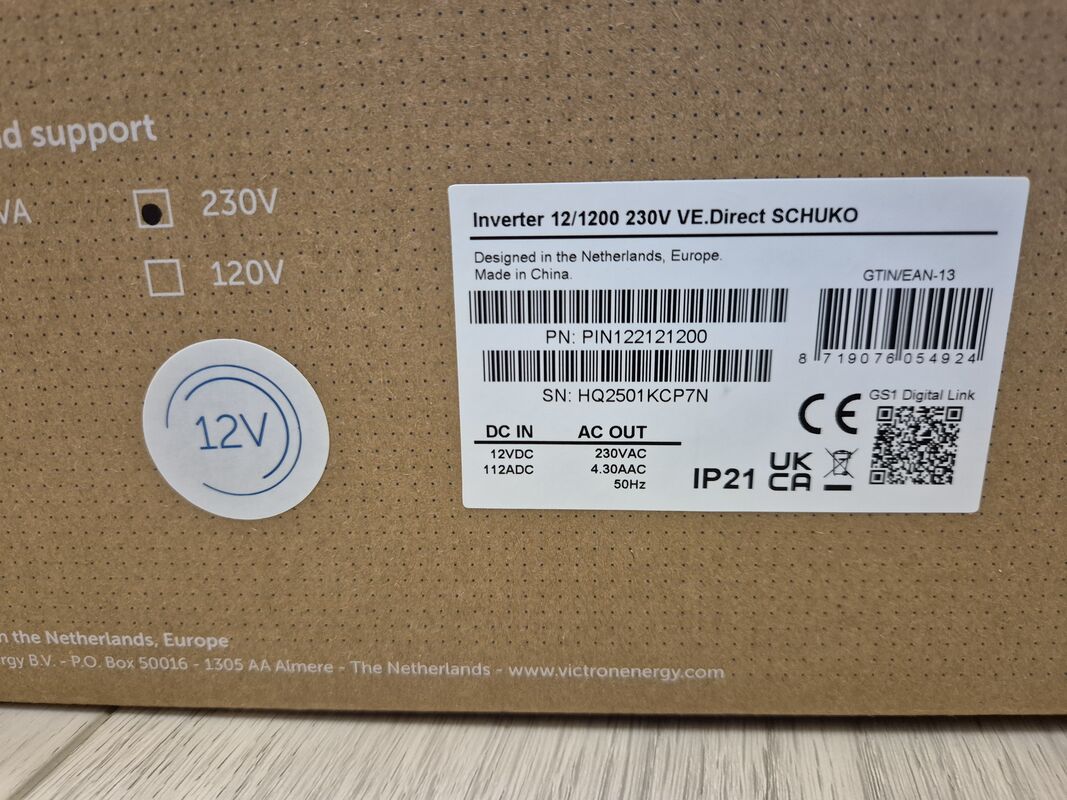 d support
VA
230V
120V
12V
Inverter 12/1200 230V VE.Direct SCHUKO
Designed in the Netherlands, Europe.
Made in China.
GTIN/EAN-13
PN: PIN122121200
8 719076 054924
SN: HQ2501KCP7N
GS1 Digital Link
DC IN AC OUT
12VDC 230VAC
112ADC 4.30AAC
50Hz
CE
IP21
UK
CA
n the Netherlands, Europe
rgy B.V. - P.O. Box 50016 - 1305 AA Almere - The Netherlands - www.victronenergy.com